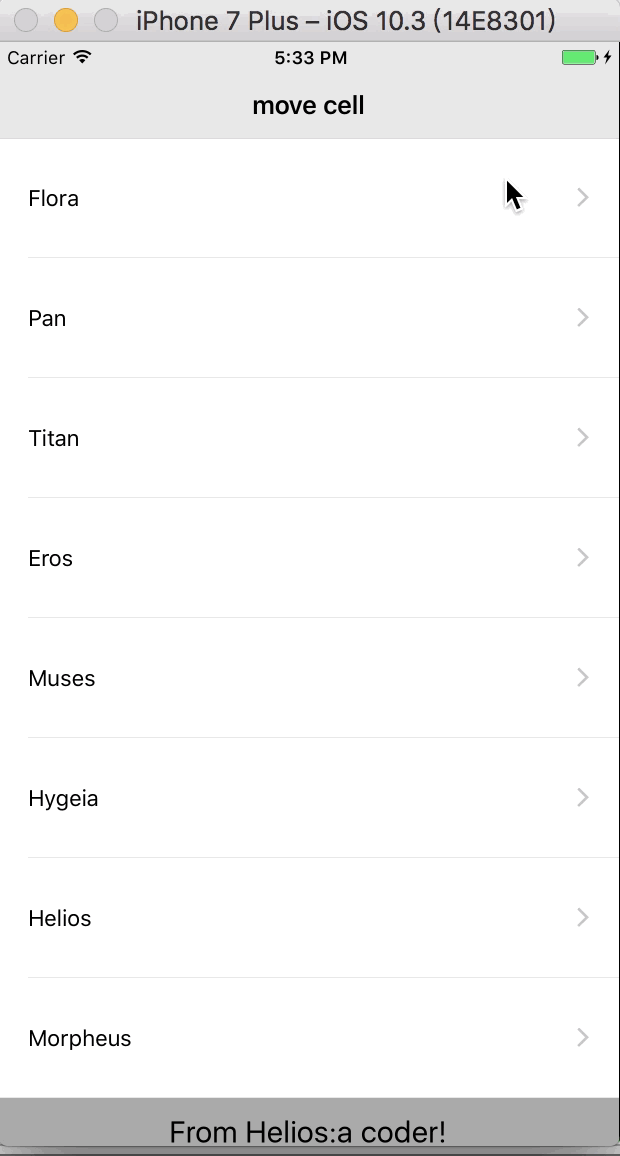 iPhone 7 Plus – iOS 10.3 (14E8301)
Carrier 5:33 PM
move cell
Flora
Pan
Titan
Eros
Muses
Hygeia
Helios
Morpheus
From Helios:a coder!